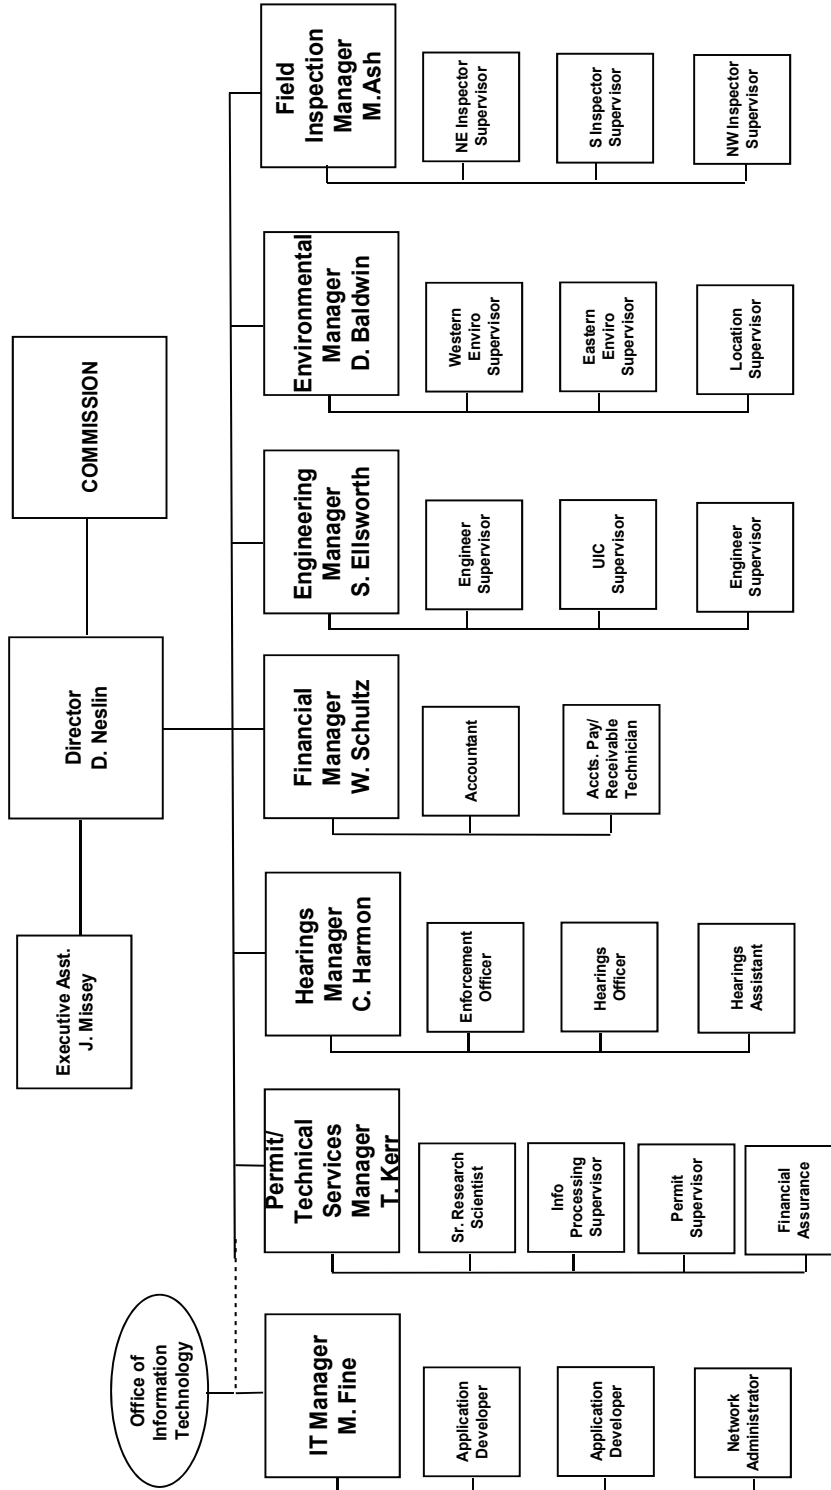 COMMISSION
Director
D. Neslin
Executive Asst.
J. Missey
Office of
Information
Technology
IT Manager
M. Fine
Application
Developer
Application
Developer
Network
Administrator
Permit/
Technical
Services
Manager
T. Kerr
Sr. Research
Scientist
Info
Processing
Supervisor
Permit
Supervisor
Financial
Assurance
Hearings
Manager
C. Harmon
Enforcement
Officer
Hearings
Officer
Hearings
Assistant
Financial
Manager
W. Schultz
Accountant
Accts. Pay/
Receivable
Technician
Engineering
Manager
S. Ellsworth
Engineer
Supervisor
UIC
Supervisor
Engineer
Supervisor
Environmental
Manager
D. Baldwin
Western
Enviro
Supervisor
Eastern
Enviro
Supervisor
Location
Supervisor
Field
Inspection
Manager
M.Ash
NE Inspector
Supervisor
S Inspector
Supervisor
NW Inspector
Supervisor